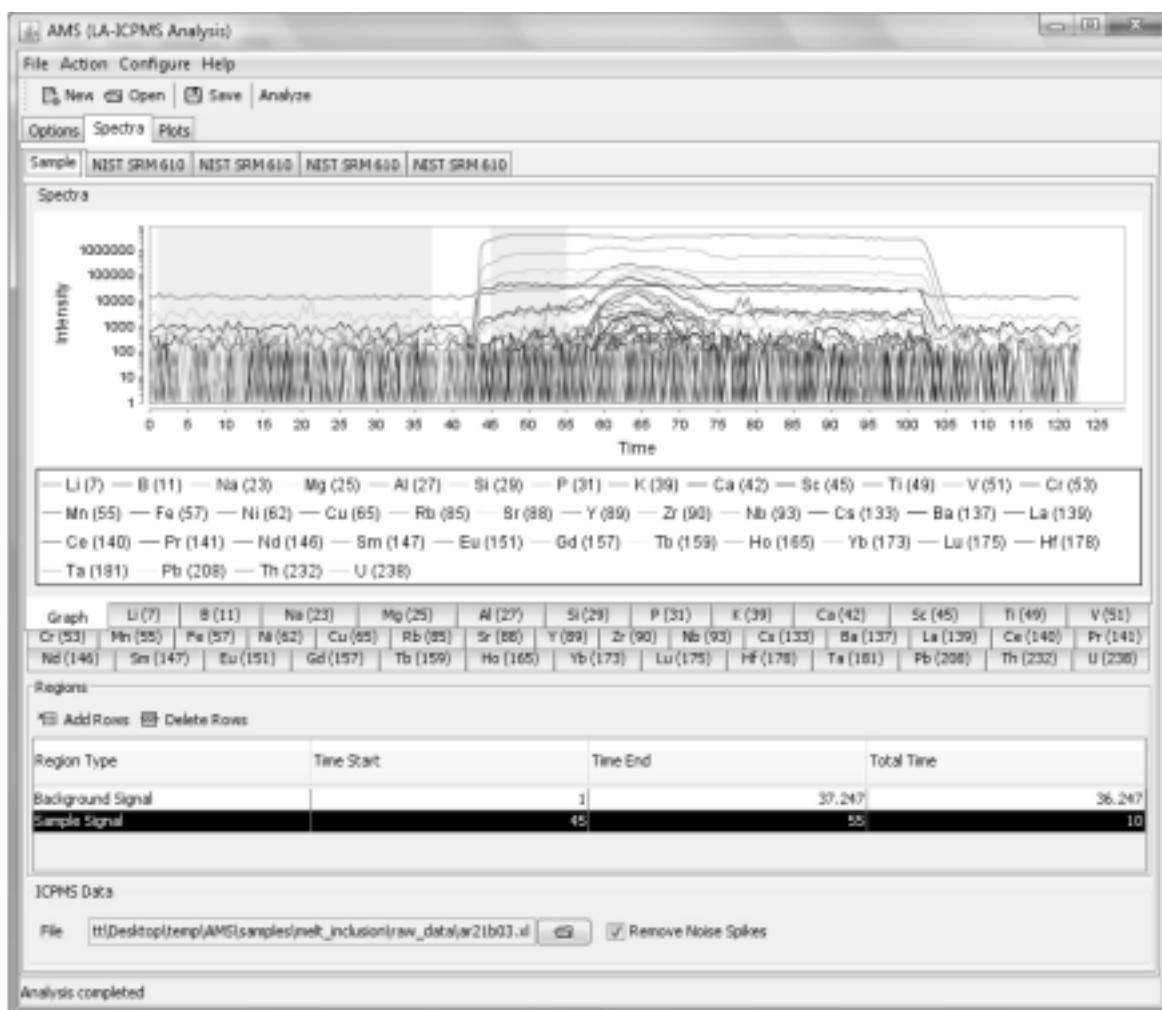 AMS (LA-ICPMS Analysis)
File Action Configure Help
New Open Save Analyze
Options Spectra Plots
Sample NIST SRM 610 NIST SRM 610 NIST SRM 610 NIST SRM 610
Spectra
Intensity
1000000
100000
10000
1000
100
10
1
0 5 10 15 20 25 30 35 40 45 50 55 60 65 70 75 80 85 90 95 100 105 110 115 120 125
Time
Li (7) B (11) Na (23) Mg (25) Al (27) Si (29) P (31) K (39) Ca (42) Sc (45) Ti (49) V (51) Cr (53)
Mn (55) Fe (57) Ni (62) Cu (65) Rb (85) Sr (88) Y (89) Zr (90) Nb (93) Cs (133) Ba (137) La (139)
Ce (140) Pr (141) Nd (146) Sm (147) Eu (151) Gd (157) Tb (159) Ho (165) Yb (173) Lu (175) Hf (178)
Ta (181) Pb (208) Th (232) U (238)
Graph Li (7) B (11) Na (23) Mg (25) Al (27) Si (29) P (31) K (39) Ca (42) Sc (45) Ti (49) V (51)
Cr (53) Mn (55) Fe (57) Ni (62) Cu (65) Rb (85) Sr (88) Y (89) Zr (90) Nb (93) Cs (133) Ba (137) La (139) Ce (140) Pr (141)
Nd (146) Sm (147) Eu (151) Gd (157) Tb (159) Ho (165) Yb (173) Lu (175) Hf (178) Ta (181) Pb (208) Th (232) U (238)
Regions
Add Rows Delete Rows
Region Type Time Start Time End Total Time
Background Signal 1 37.247 36.247
Sample Signal 45 55 10
ICPMS Data
File tt\Desktop\temp\AMS\samples\melt_inclusion\raw_data\ar21b03.xl Remove Noise Spikes
Analysis completed